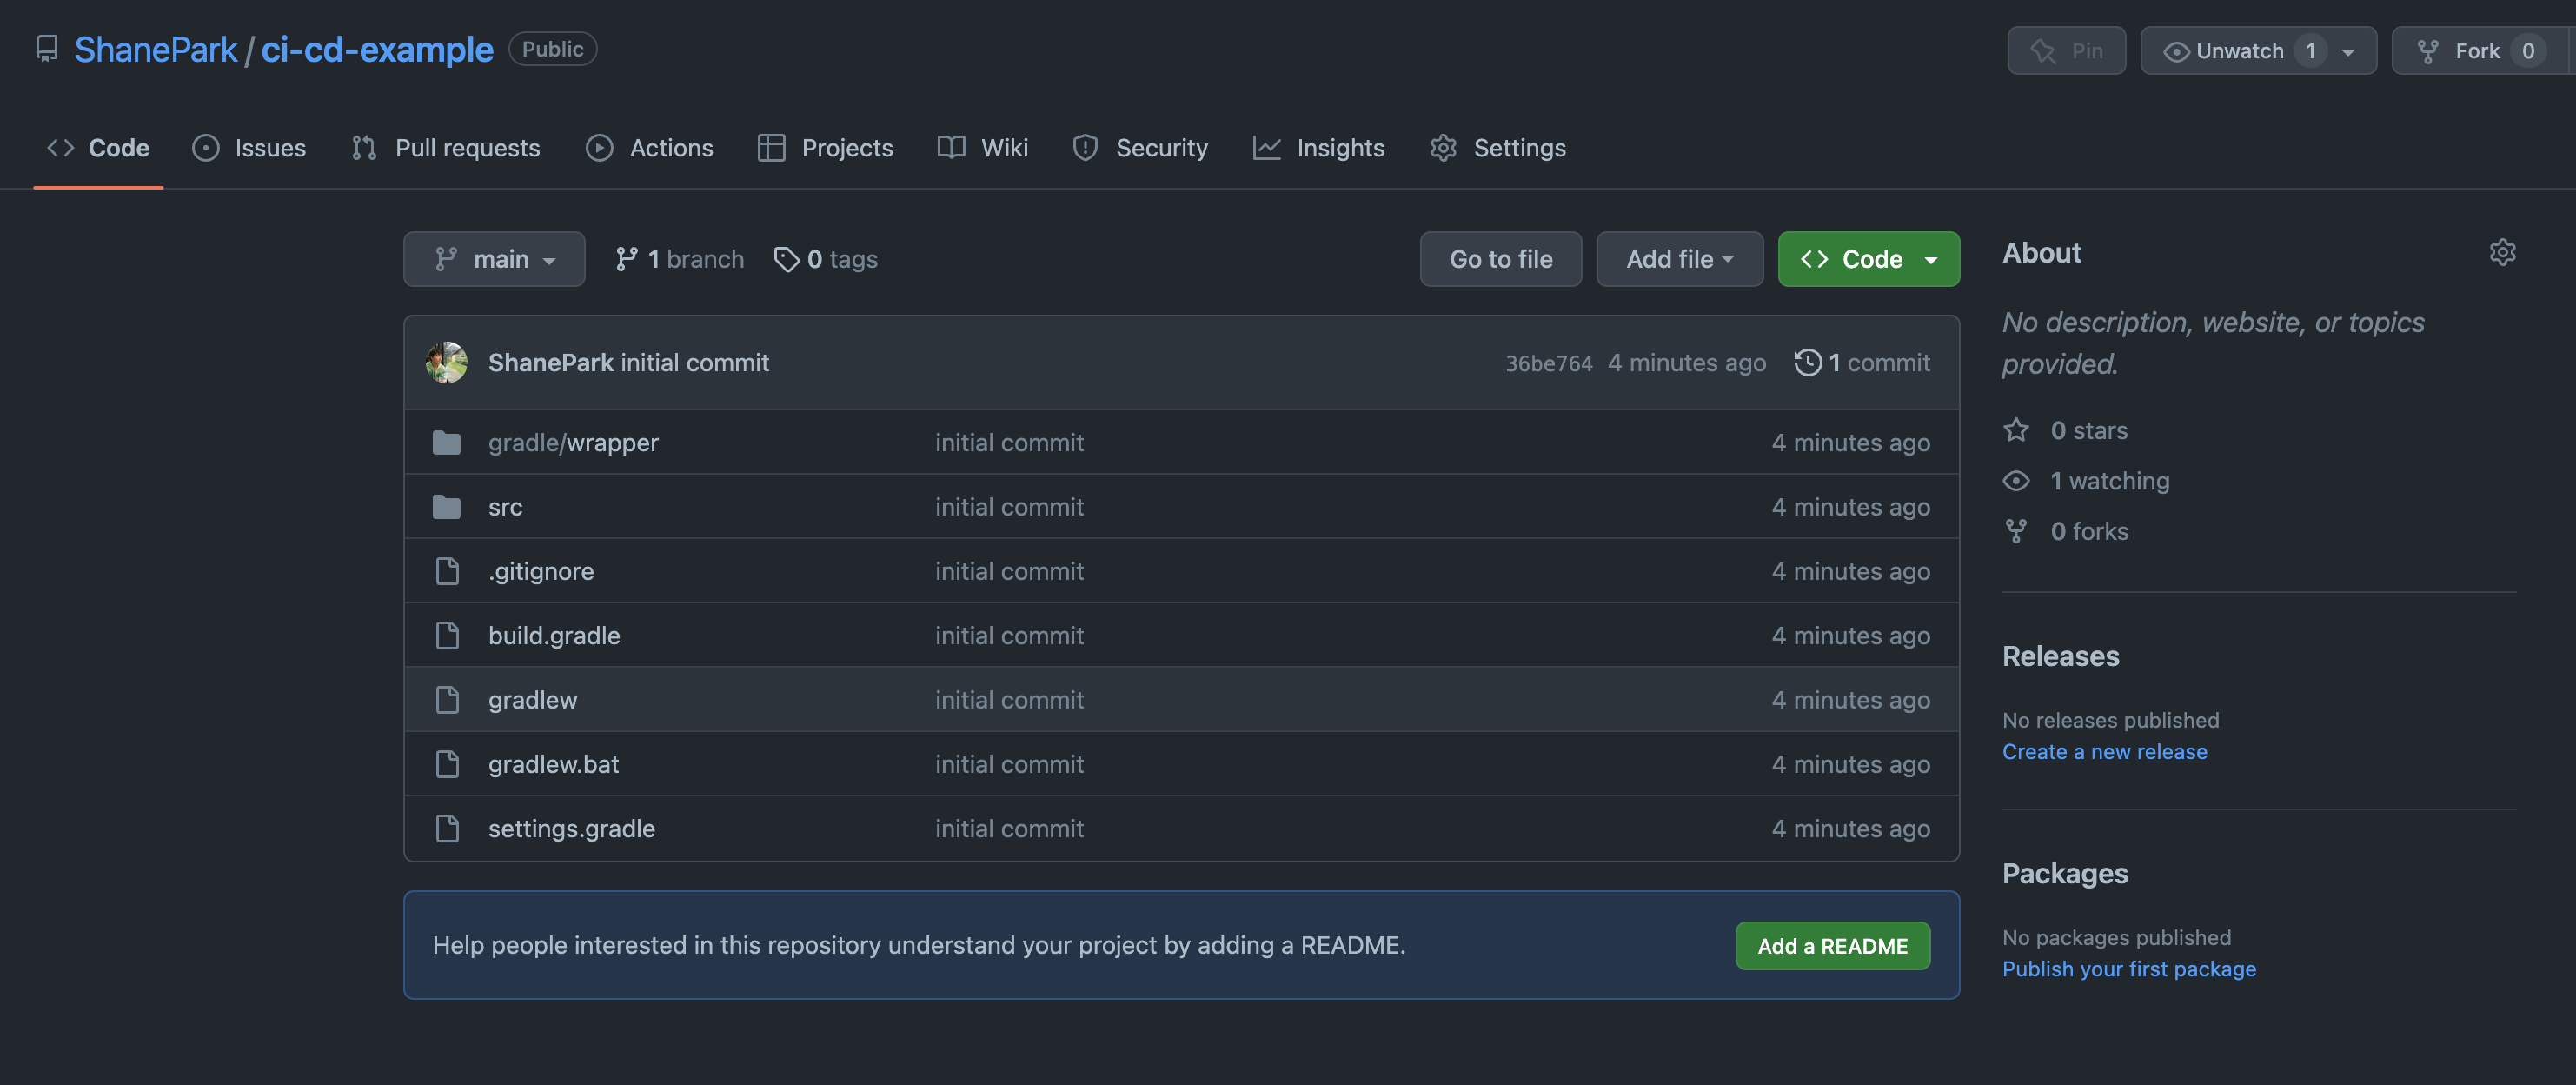 ShanePark / ci-cd-example Public
Pin
Unwatch 1
Fork 0
Code Issues Pull requests Actions Projects Wiki Security Insights Settings
main 1 branch 0 tags
Go to file Add file Code
ShanePark initial commit 36be764 4 minutes ago 1 commit
gradle/wrapper initial commit 4 minutes ago
src initial commit 4 minutes ago
.gitignore initial commit 4 minutes ago
build.gradle initial commit 4 minutes ago
gradlew initial commit 4 minutes ago
gradlew.bat initial commit 4 minutes ago
settings.gradle initial commit 4 minutes ago
Help people interested in this repository understand your project by adding a README. Add a README
About
No description, website, or topics
provided.
0 stars
1 watching
0 forks
Releases
No releases published
Create a new release
Packages
No packages published
Publish your first package